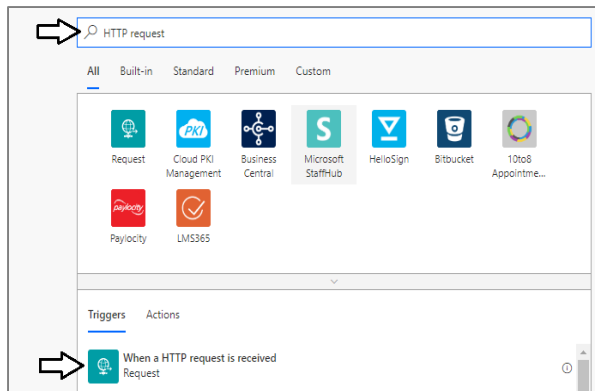 HTTP request
All Built-in Standard Premium Custom
PKI
S
Request Cloud PKI Management Business Central Microsoft StaffHub HelloSign Bitbucket 10to8 Appointme...
paylocity
Paylocity LMS365
Triggers Actions
When a HTTP request is received
Request